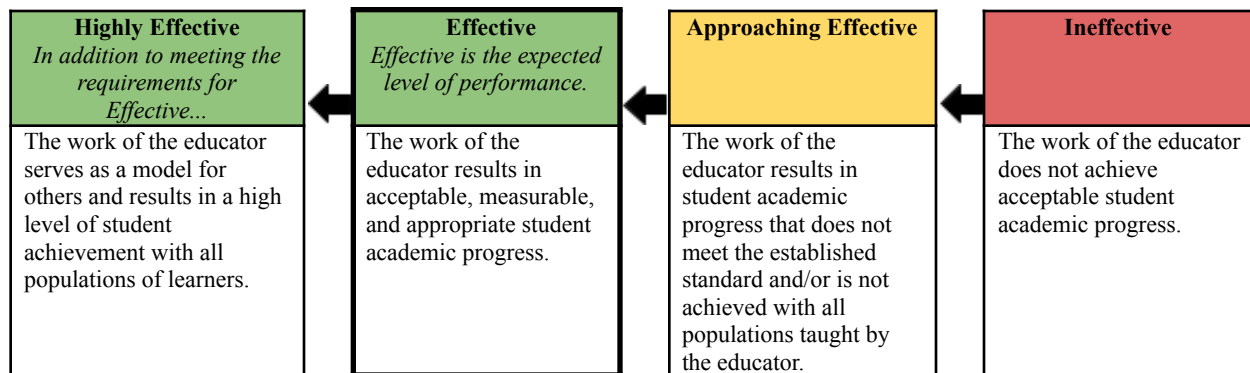 Highly Effective
In addition to meeting the
requirements for
Effective...
The work of the educator
serves as a model for
others and results in a high
level of student
achievement with all
populations of learners.
Effective
Effective is the expected
level of performance.
The work of the
educator results in
acceptable, measurable,
and appropriate student
academic progress.
Approaching Effective
The work of the
educator results in
student academic
progress that does not
meet the established
standard and/or is not
achieved with all
populations taught by
the educator.
Ineffective
The work of the educator
does not achieve
acceptable student
academic progress.